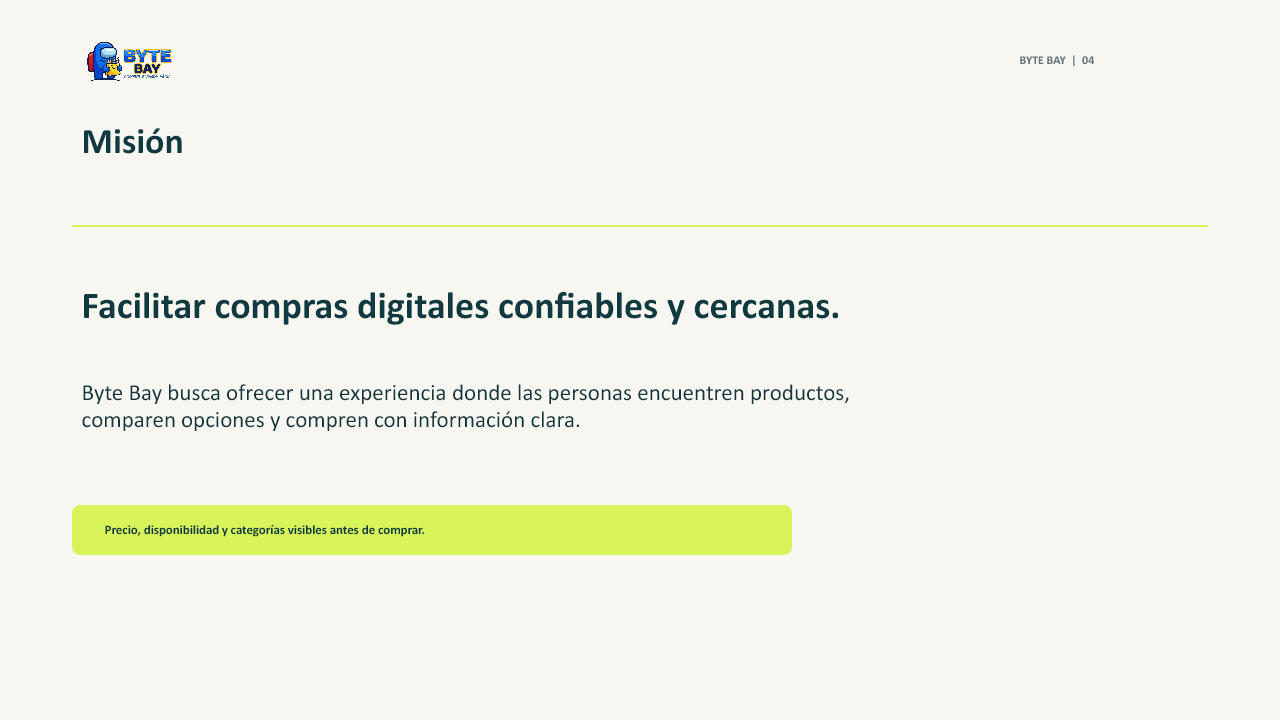 BYTE
BAY
BYTE BAY | 04
Misión
Facilitar compras digitales confiables y cercanas.
Byte Bay busca ofrecer una experiencia donde las personas encuentren productos,
comparen opciones y compren con información clara.
Precio, disponibilidad y categorías visibles antes de comprar.